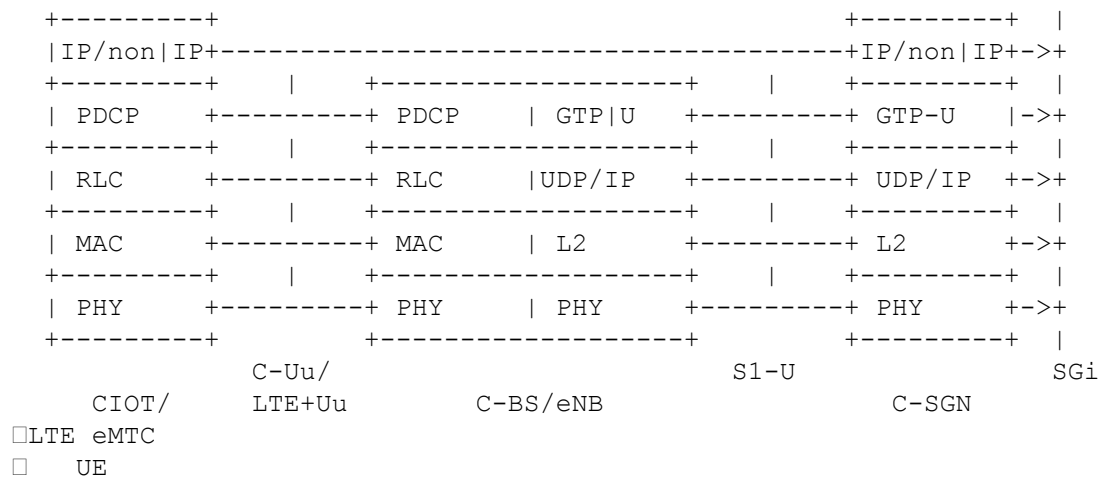 +---------+                                       +---------+  |
|IP/non|IP+---------------------------------------+IP/non|IP+->+
+---------+    |    +-------------------+    |    +---------+  |
| PDCP    +---------+ PDCP    | GTP|U   +---------+ GTP-U   |->+
+---------+    |    +-------------------+    |    +---------+  |
| RLC     +---------+ RLC     |UDP/IP   +---------+ UDP/IP  +->+
+---------+    |    +-------------------+    |    +---------+  |
| MAC     +---------+ MAC     | L2      +---------+ L2      +->+
+---------+    |    +-------------------+    |    +---------+  |
| PHY     +---------+ PHY     | PHY     +---------+ PHY     +->+
+---------+         +-------------------+         +---------+  |
C-Uu/                         S1-U                SGi
CIOT/     LTE+Uu        C-BS/eNB                  C-SGN
□LTE eMTC
□   UE